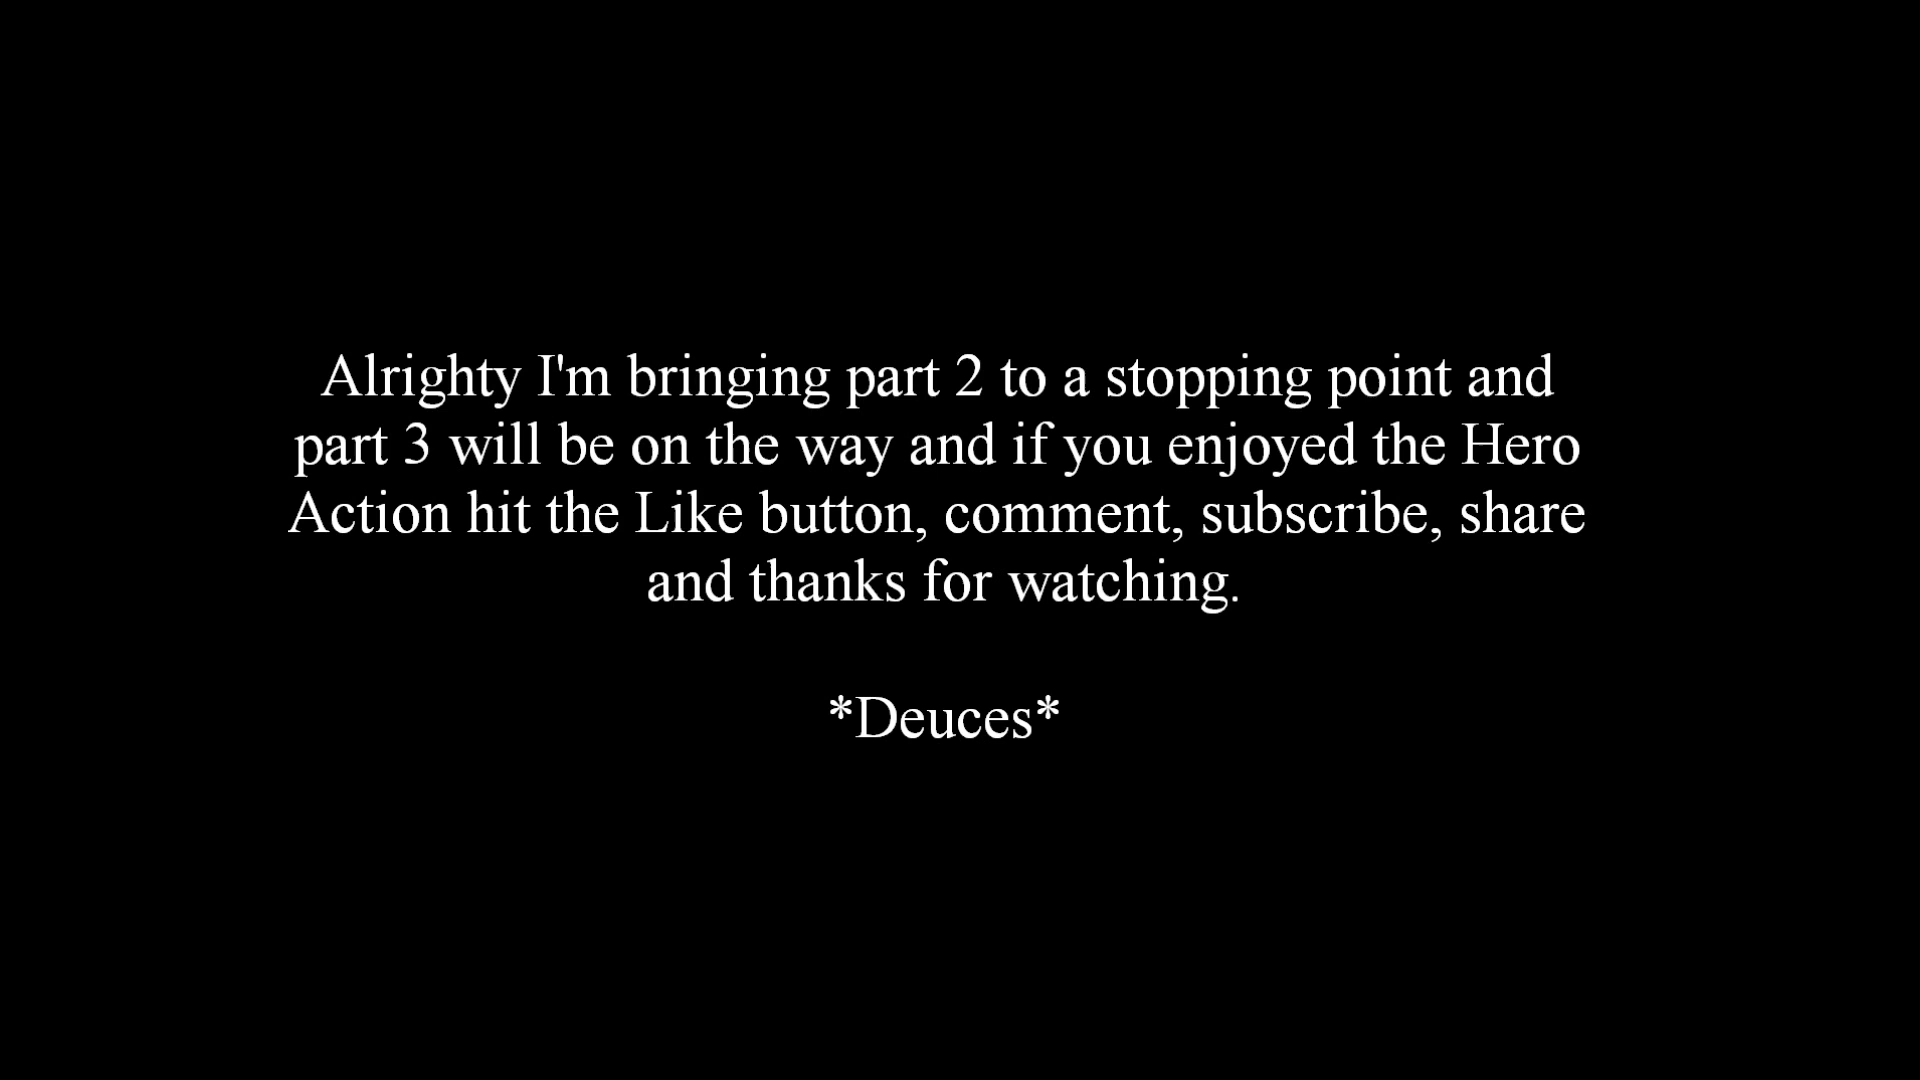 Alrighty I'm bringing part 2 to a stopping point and
part 3 will be on the way and if you enjoyed the Hero
Action hit the Like button, comment, subscribe, share
and thanks for watching.
*Deuces*